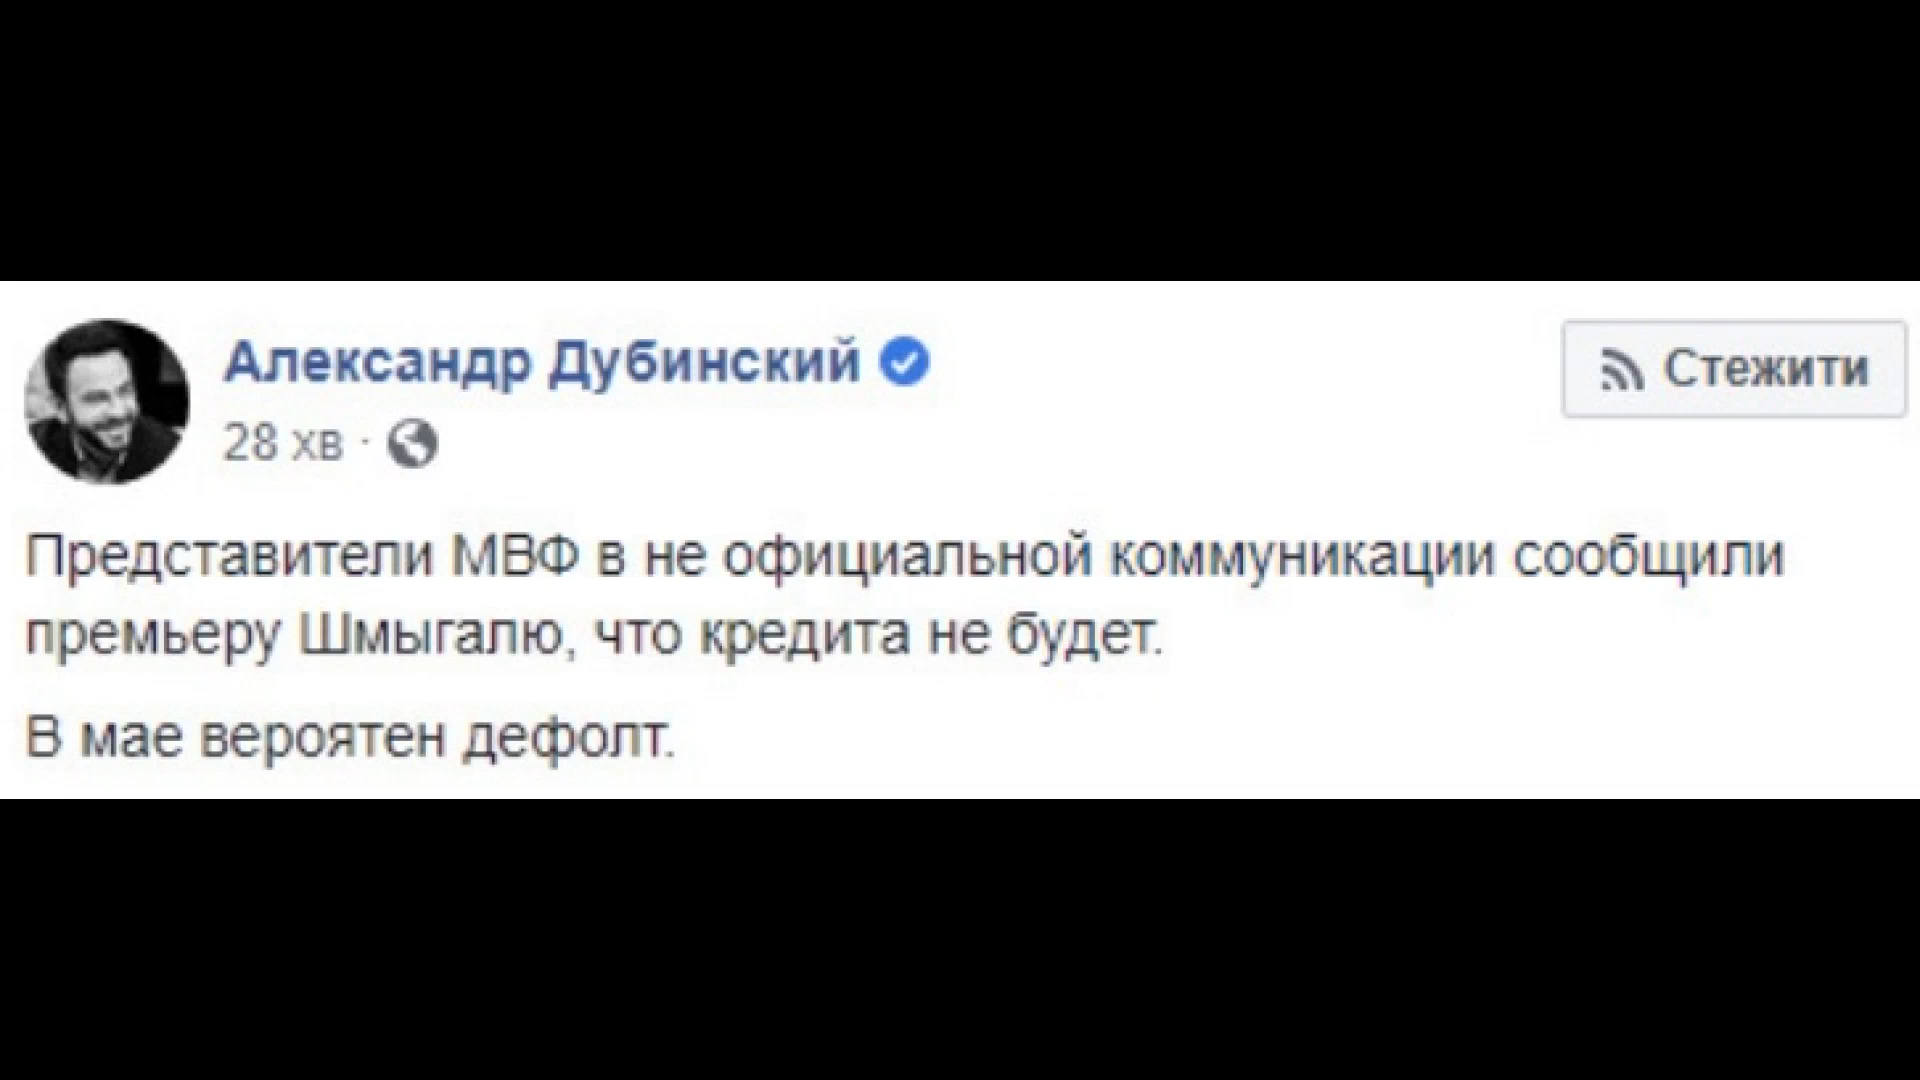 Александр Дубинский
Стежити
28 хв ·
Представители МВФ в не официальной коммуникации сообщили
премьеру Шмыгалю, что кредита не будет.
В мае вероятен дефолт.